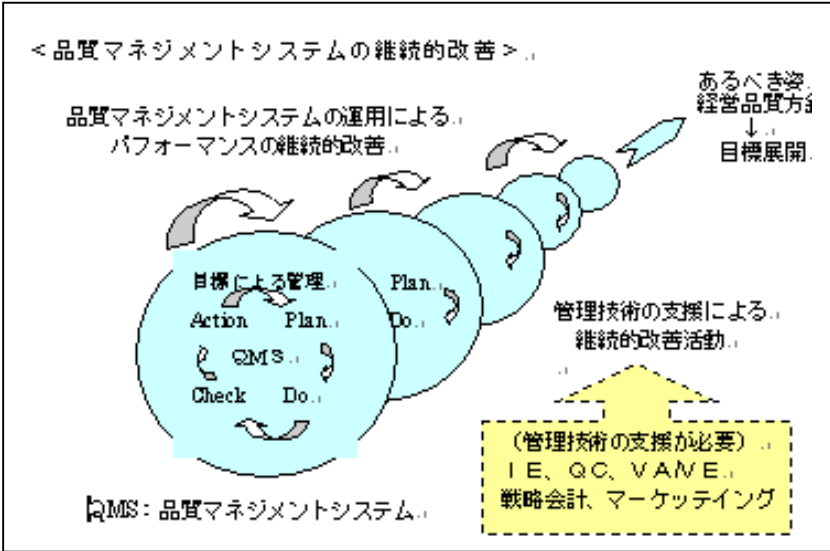 <品質マネジメントシステムの継続的改善>
品質マネジメントシステムの運用による
パフォーマンスの継続的改善
あるべき姿
経営品質方針
↓
目標展開
目標による管理
Action Plan
QMS
Check Do
Plan
Do
管理技術の支援による
継続的改善活動
(管理技術の支援が必要)
IE、QC、VA/VE
戦略会計、マーケッテイング
QMS:品質マネジメントシステム